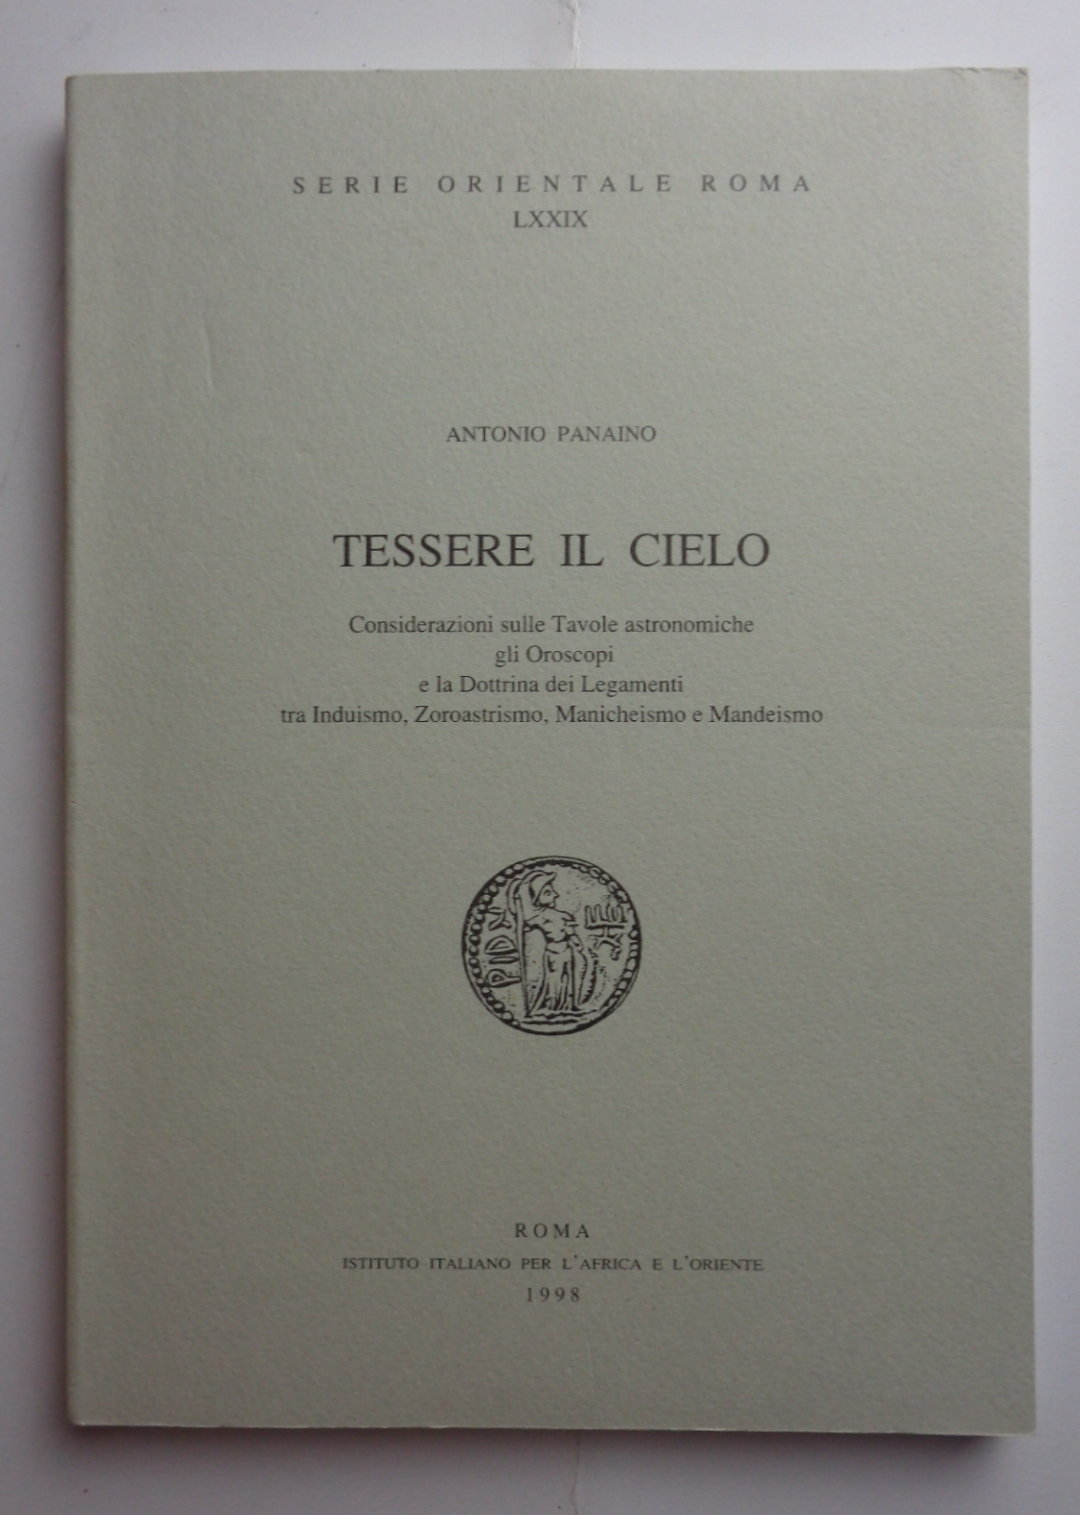 SERIE ORIENTALE ROMA
LXXIX
ANTONIO PANAINO
TESSERE IL CIELO
Considerazioni sulle Tavole astronomiche
gli Oroscopi
e la Dottrina dei Legamenti
tra Induismo, Zoroastrismo, Manicheismo e Mandeismo
ROMA
ISTITUTO ITALIANO PER L'AFRICA E L'ORIENTE
1998